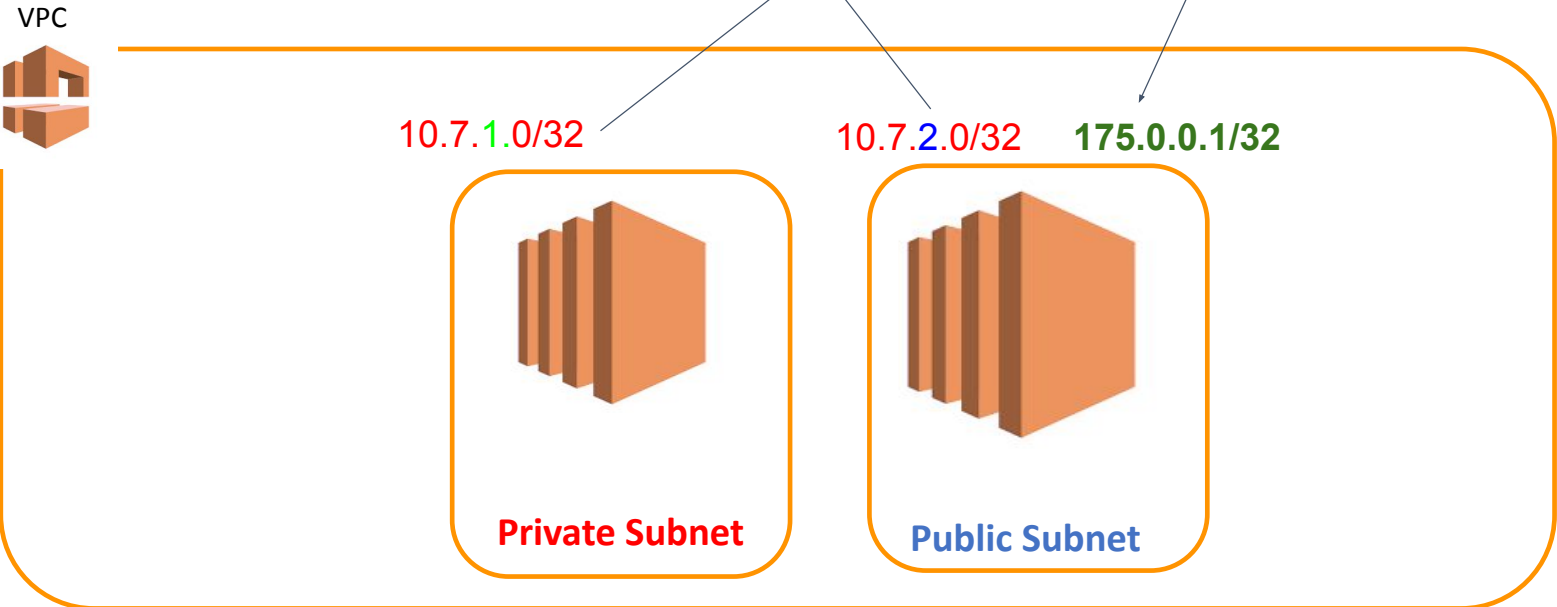 VPC
10.7.1.0/32
10.7.2.0/32
175.0.0.1/32
Private Subnet
Public Subnet